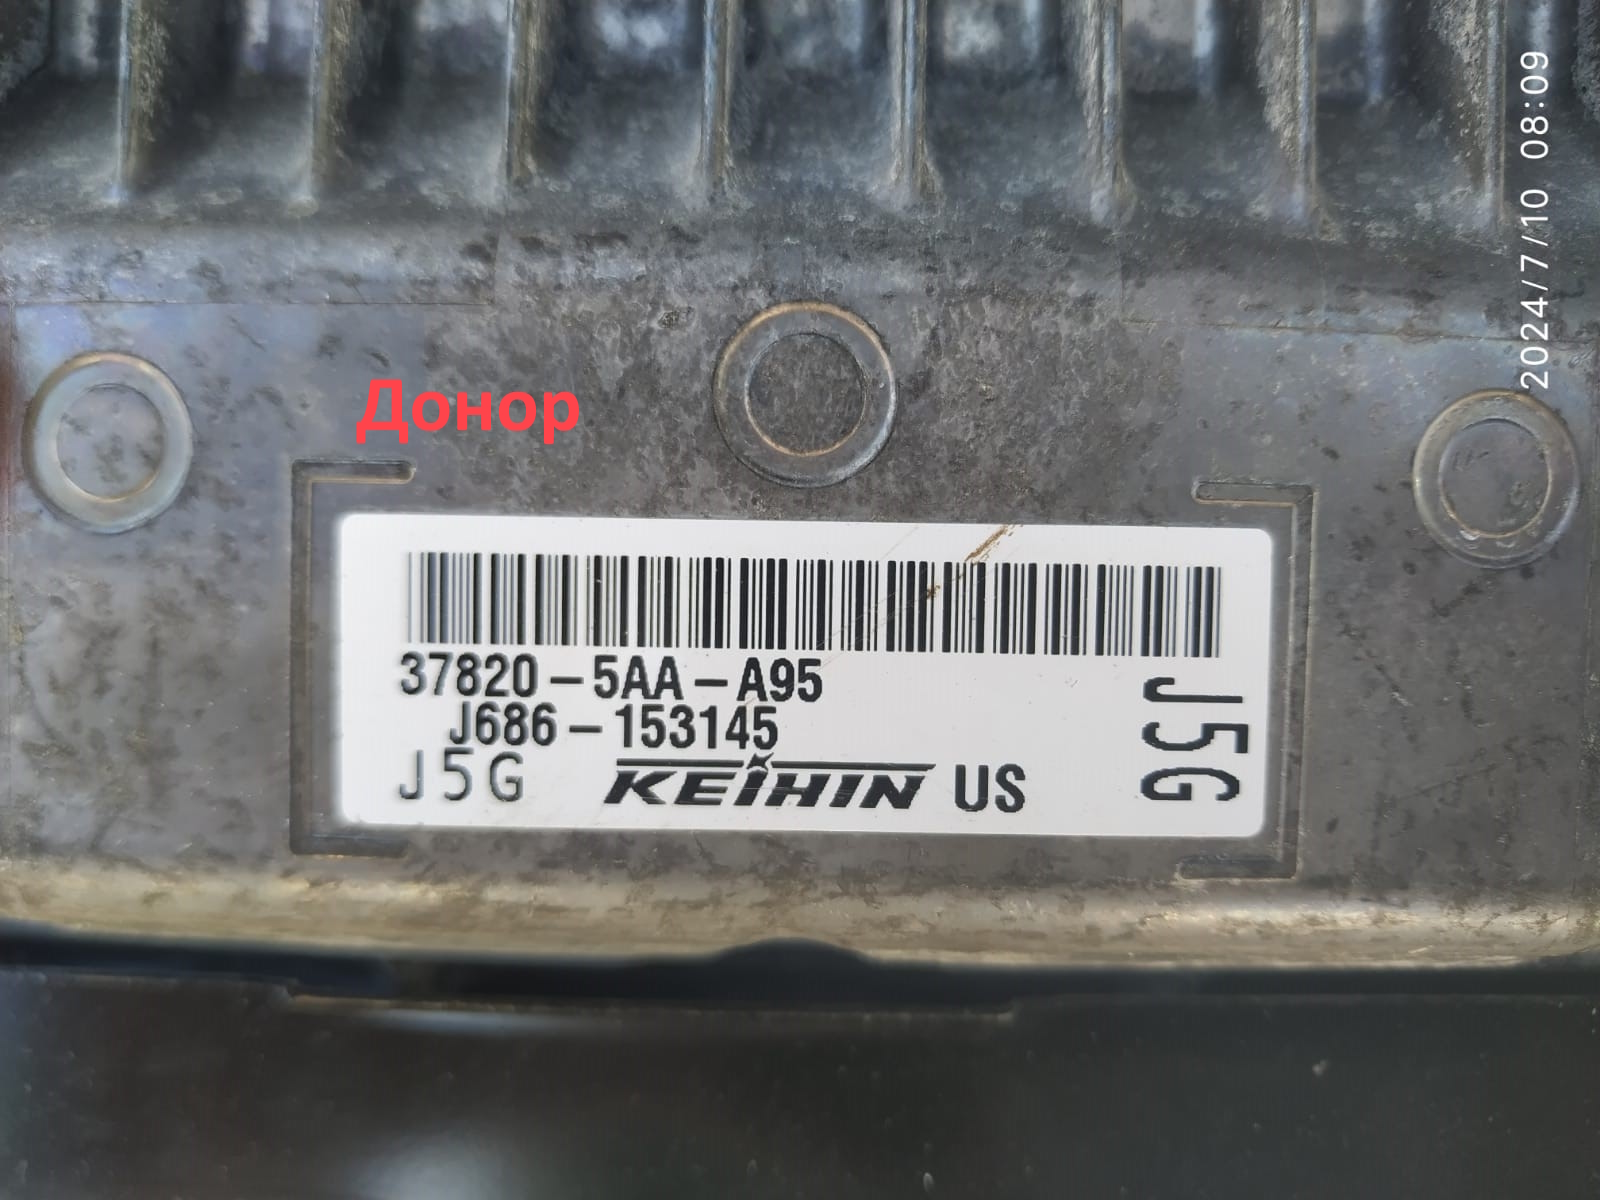 2024/7/10 08:09
Донор
37820-5AA-A95
J686-153145
J5G KEIHIN US
J5G